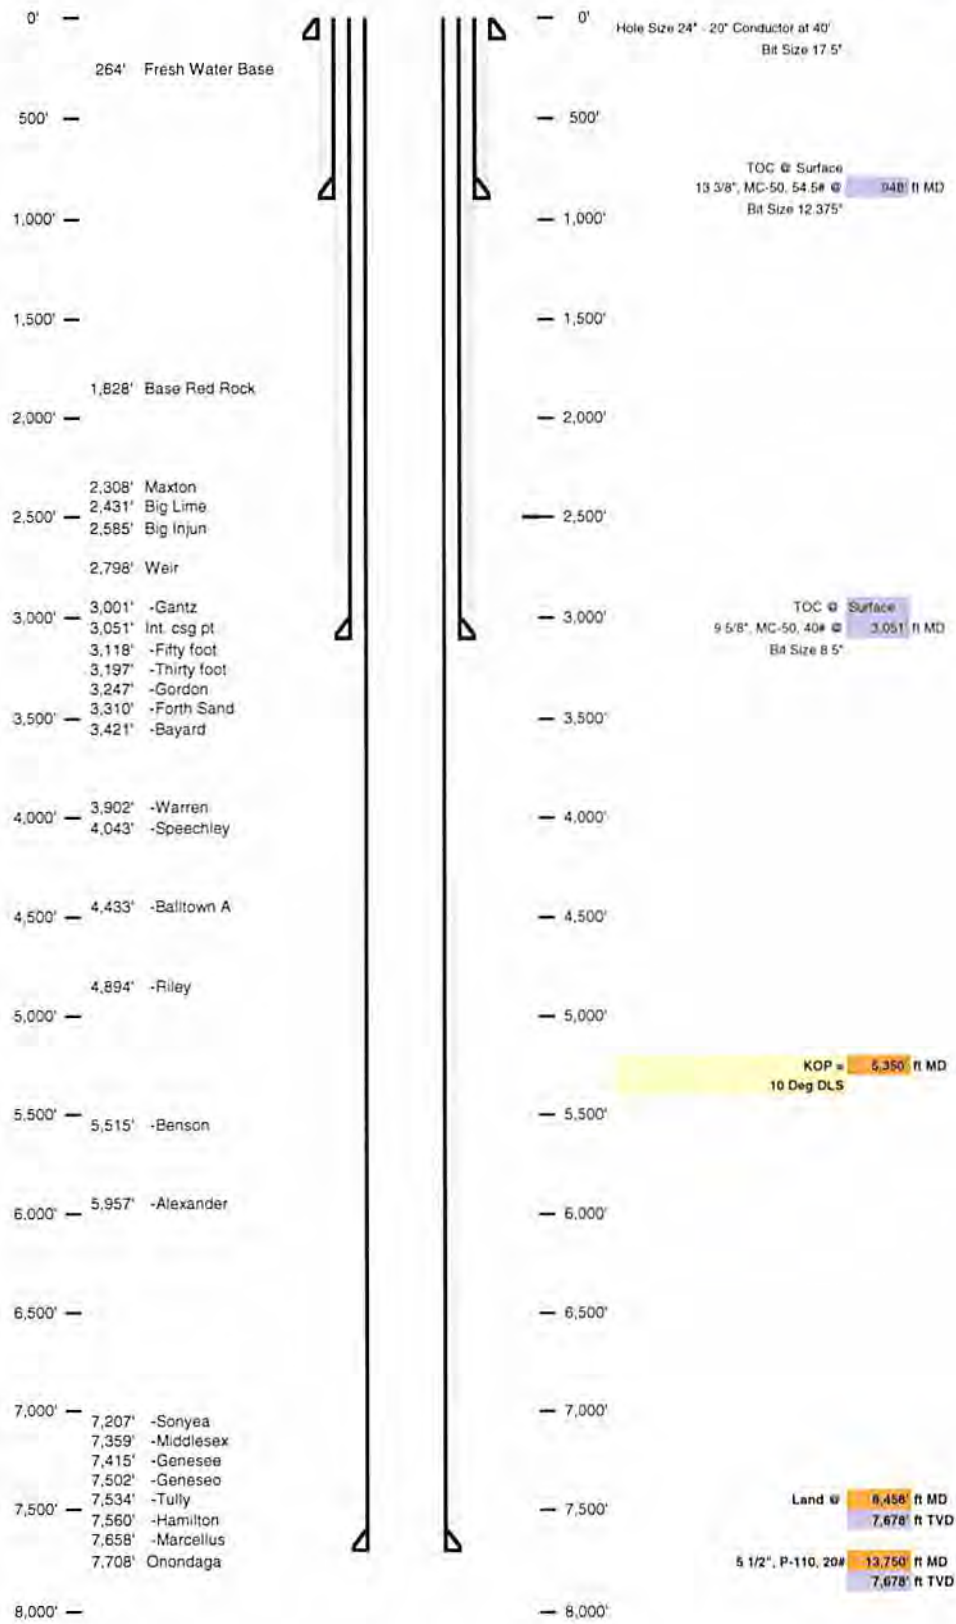 0'
0'
Hole Size 24" - 20" Conductor at 40'
Bit Size 17.5"
264' Fresh Water Base
500'
500'
TOC @ Surface
13 3/8", MC-50, 54.5# @ 948' ft MD
Bit Size 12.375"
1,000'
1,000'
1,500'
1,500'
1,828' Base Red Rock
2,000'
2,000'
2,308' Maxton
2,431' Big Lime
2,500'
2,500'
2,585' Big Injun
2,798' Weir
3,001' -Gantz
TOC @ Surface
3,000'
3,000'
3,051' Int. csg pt
9 5/8", MC-50, 40# @ 3,051' ft MD
3,118' -Fifty foot
Bit Size 8.5"
3,197' -Thirty foot
3,247' -Gordon
3,310' -Forth Sand
3,500'
3,500'
3,421' -Bayard
3,902' -Warren
4,000'
4,000'
4,043' -Speechley
4,433' -Balltown A
4,500'
4,500'
4,894' -Riley
5,000'
5,000'
KOP = 5,350' ft MD
10 Deg DLS
5,500'
5,500'
5,515' -Benson
5,957' -Alexander
6,000'
6,000'
6,500'
6,500'
7,000'
7,000'
7,207' -Sonyea
7,359' -Middlesex
7,415' -Genesee
7,502' -Geneseo
7,534' -Tully
Land @ ft MD
7,500'
7,500'
7,560' -Hamilton
7,678' ft TVD
7,658' -Marcellus
7,708' Onondaga
5 1/2", P-110, 20# 13,750' ft MD
7,678' ft TVD
8,000'
8,000'